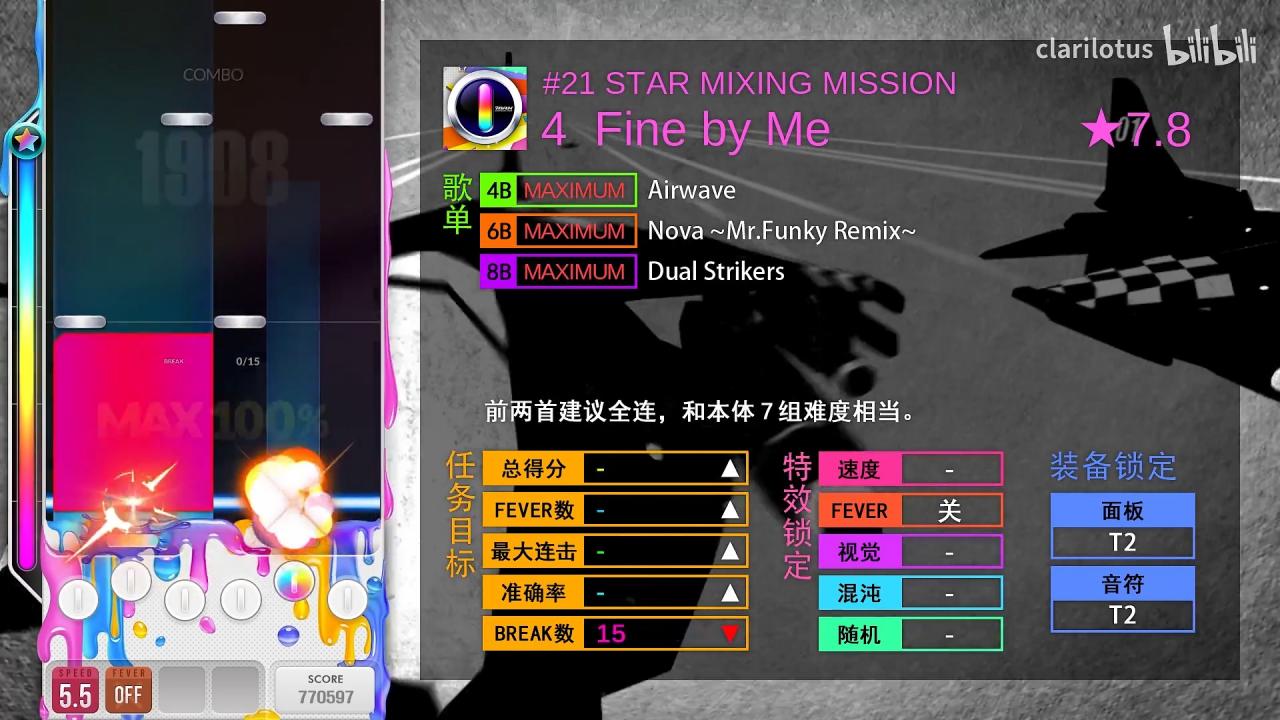 COMBO
1908
BREAK 0/15
MAX 100%
SPEED
5.5
FEVER
OFF
SCORE
770597
clarilotus bilibili
#21 STAR MIXING MISSION
4 Fine by Me
★7.8
歌单
4B MAXIMUM Airwave
6B MAXIMUM Nova ~Mr.Funky Remix~
8B MAXIMUM Dual Strikers
前两首建议全连，和本体 7 组难度相当。
任务目标
总得分 - ▲
FEVER数 - ▲
最大连击 - ▲
准确率 - ▲
BREAK数 15 ▼
特效锁定
速度 -
FEVER 关
视觉 -
混沌 -
随机 -
装备锁定
面板
T2
音符
T2